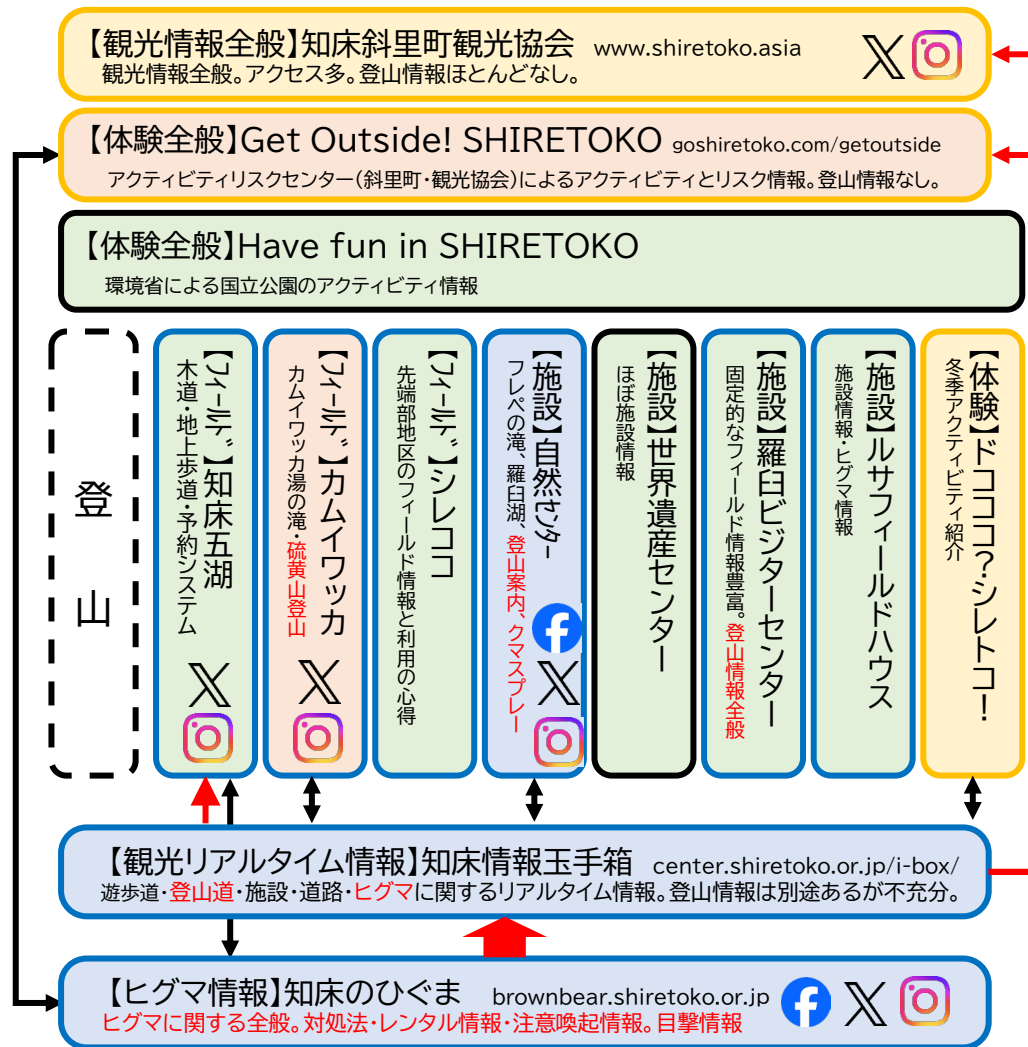 【観光情報全般】知床斜里町観光協会 www.shiretoko.asia
観光情報全般。アクセス多。登山情報ほとんどなし。
【体験全般】Get Outside! SHIRETOKO goshiretoko.com/getoutside
アクティビティリスクセンター(斜里町・観光協会)によるアクティビティとリスク情報。登山情報なし。
【体験全般】Have fun in SHIRETOKO
環境省による国立公園のアクティビティ情報
登山
【フィールド】知床五湖
木道・地上歩道・予約システム
【フィールド】カムイワッカ
カムイワッカ湯の滝・硫黄山登山
【フィールド】シレココ
先端部地区のフィールド情報と利用の心得
【施設】自然センター
フレペの滝、羅臼湖、登山案内、クマスプレー
【施設】世界遺産センター
ほぼ施設情報
【施設】羅臼ビジターセンター
固定的なフィールド情報豊富。登山情報全般
【施設】ルサフィールドハウス
施設情報・ヒグマ情報
【体験】ドコココ?シレトコ!
冬季アクティビティ紹介
【観光リアルタイム情報】知床情報玉手箱 center.shiretoko.or.jp/i-box/
遊歩道・登山道・施設・道路・ヒグマに関するリアルタイム情報。登山情報は別途あるが不充分。
【ヒグマ情報】知床のひぐま brownbear.shiretoko.or.jp
ヒグマに関する全般。対処法・レンタル情報・注意喚起情報。目撃情報